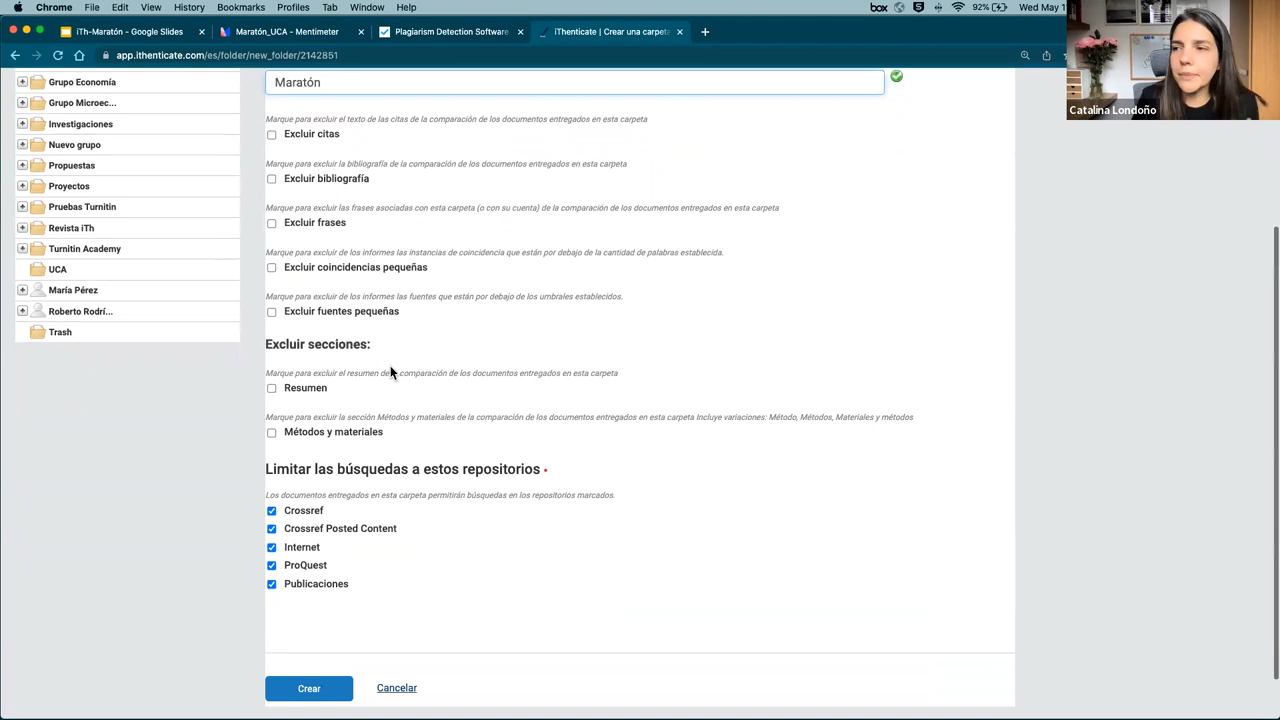 Chrome File Edit View History Bookmarks Profiles Tab Window Help
box 92% Wed May 1
iTh-Maratón - Google Slides
Maratón_UCA - Mentimeter
Plagiarism Detection Software
iThenticate | Crear una carpeta
app.ithenticate.com/es/folder/new_folder/2142851
Catalina Londoño
Grupo Economía
Grupo Microec...
Investigaciones
Nuevo grupo
Propuestas
Proyectos
Pruebas Turnitin
Revista iTh
Turnitin Academy
UCA
María Pérez
Roberto Rodrí...
Trash
Maratón
Marque para excluir el texto de las citas de la comparación de los documentos entregados en esta carpeta
Excluir citas
Marque para excluir la bibliografía de la comparación de los documentos entregados en esta carpeta
Excluir bibliografía
Marque para excluir las frases asociadas con esta carpeta (o con su cuenta) de la comparación de los documentos entregados en esta carpeta
Excluir frases
Marque para excluir de los informes las instancias de coincidencia que están por debajo de la cantidad de palabras establecida.
Excluir coincidencias pequeñas
Marque para excluir de los informes las fuentes que están por debajo de los umbrales establecidos.
Excluir fuentes pequeñas
Excluir secciones:
Marque para excluir el resumen de comparación de los documentos entregados en esta carpeta
Resumen
Marque para excluir la sección Métodos y materiales de la comparación de los documentos entregados en esta carpeta Incluye variaciones: Método, Métodos, Materiales y métodos
Métodos y materiales
Limitar las búsquedas a estos repositorios •
Los documentos entregados en esta carpeta permitirán búsquedas en los repositorios marcados.
Crossref
Crossref Posted Content
Internet
ProQuest
Publicaciones
Crear
Cancelar